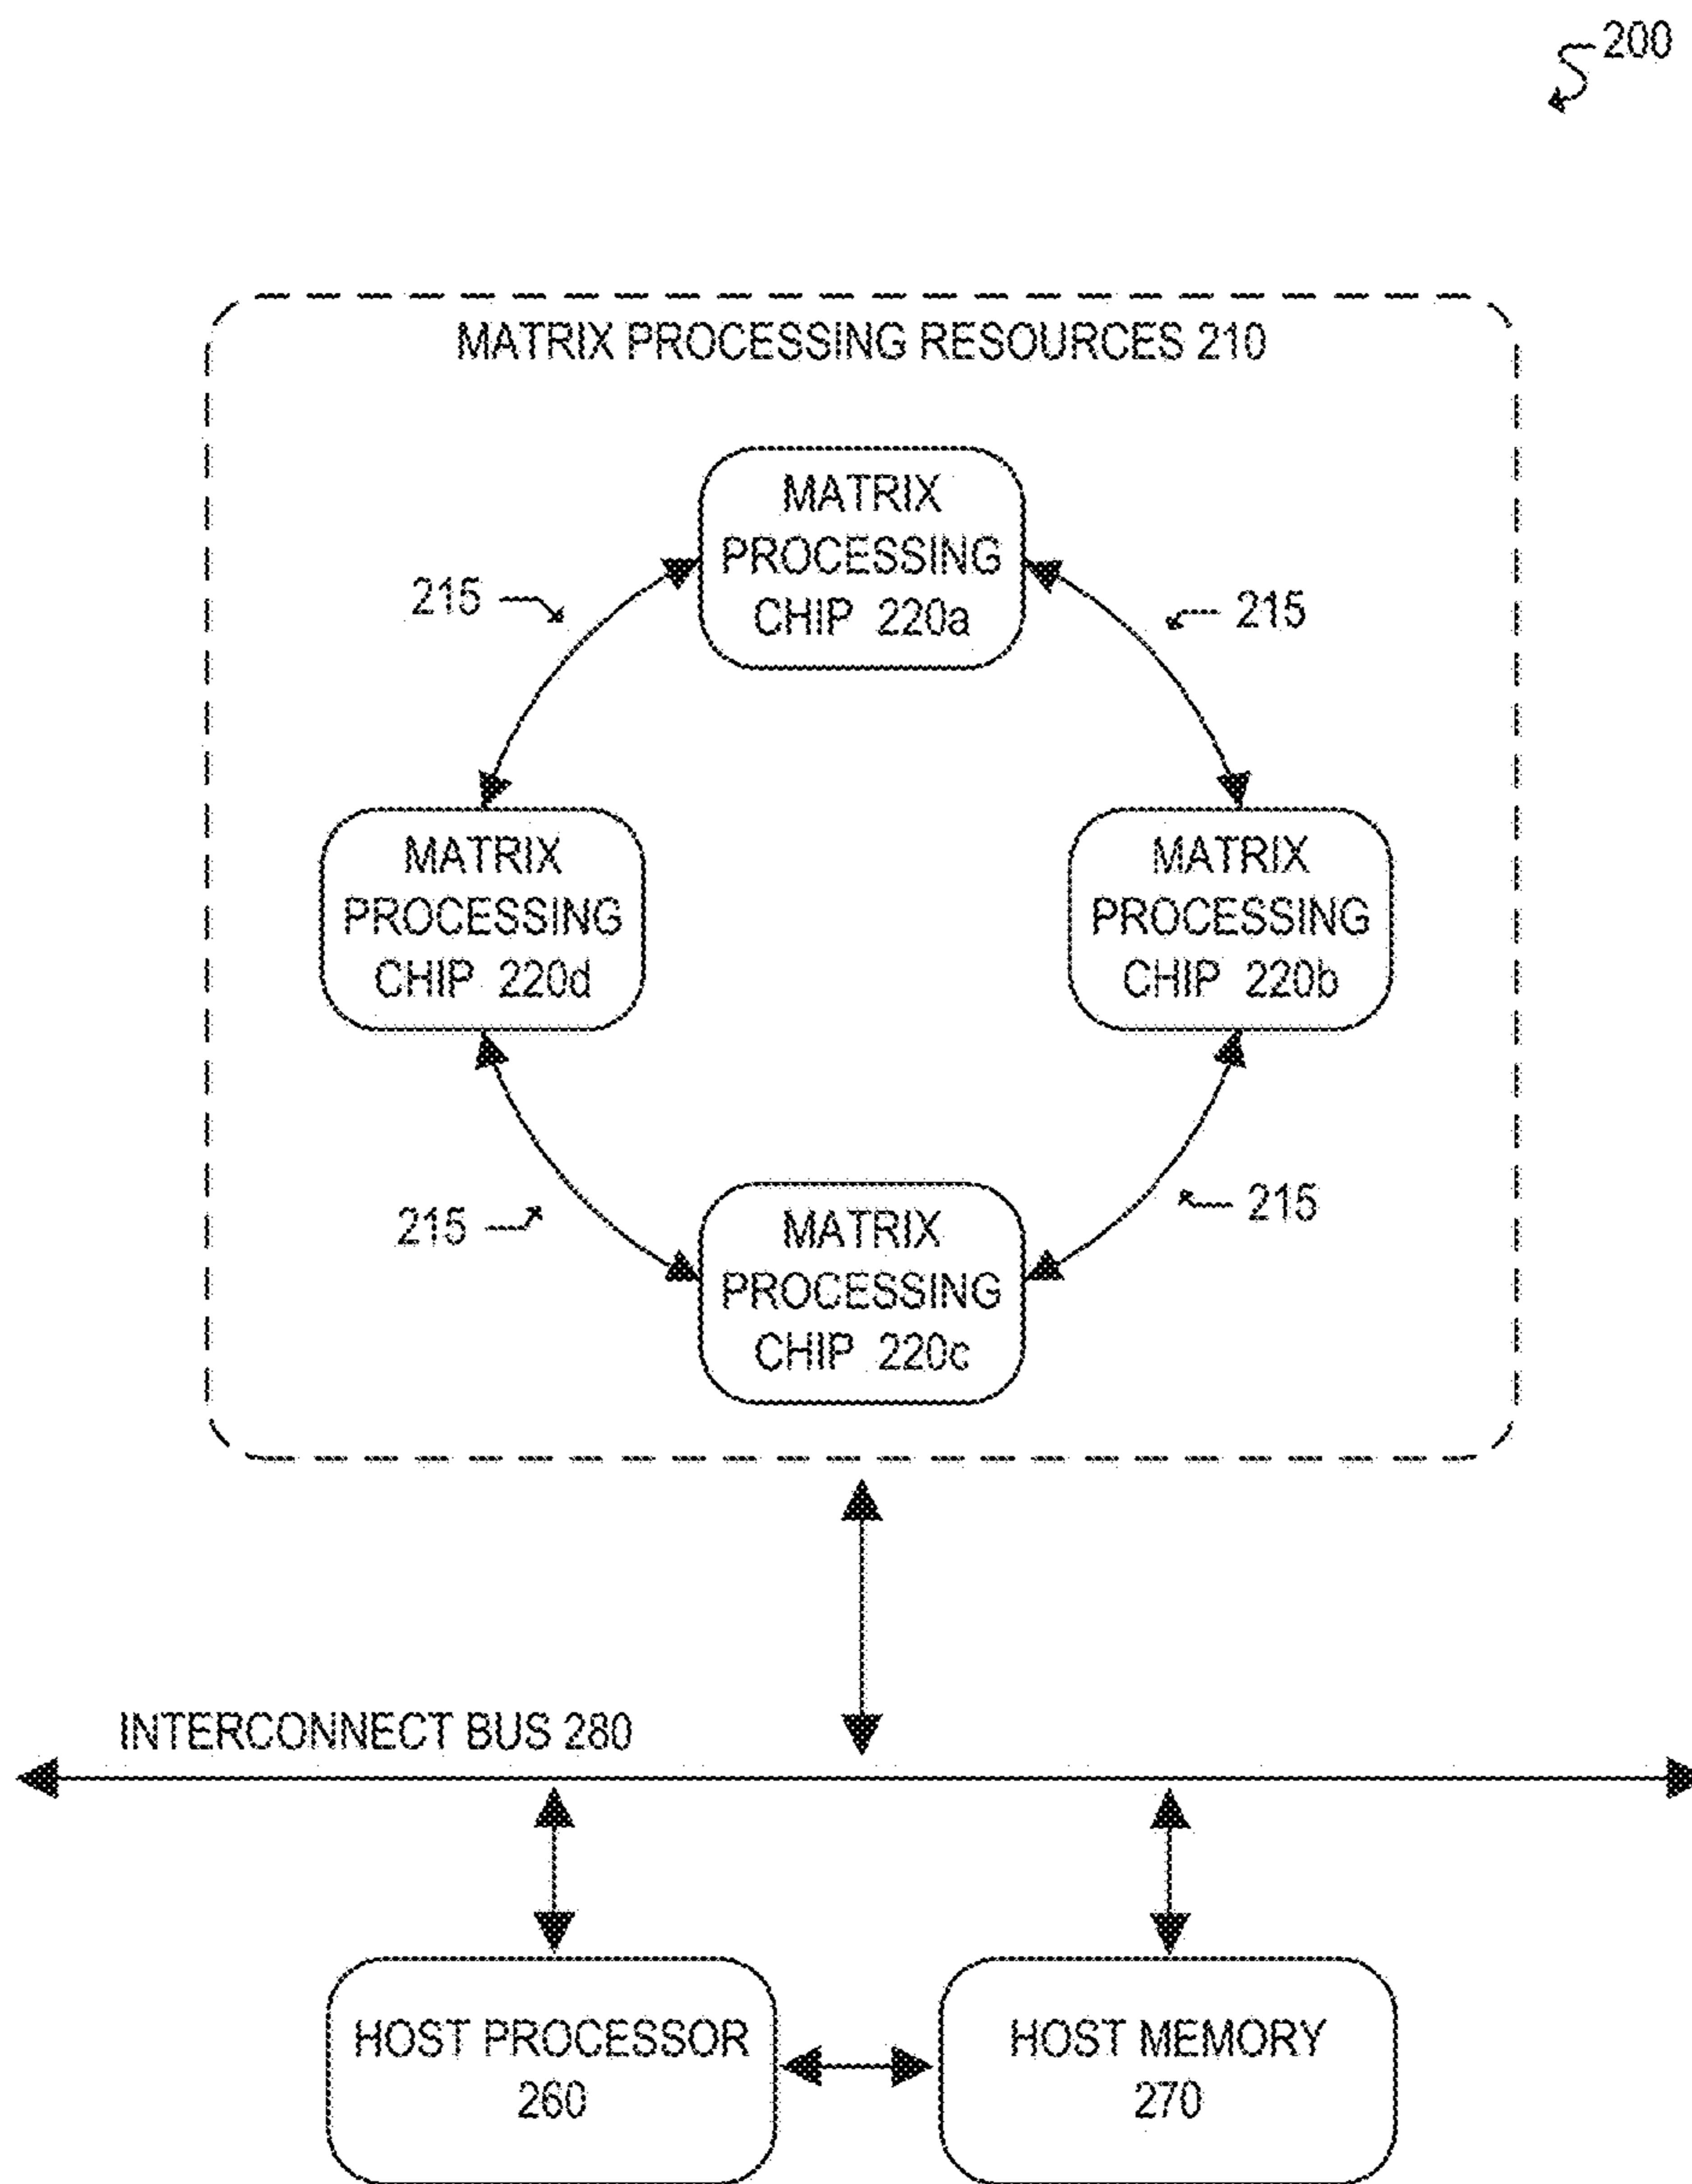 200
MATRIX PROCESSING RESOURCES 210
MATRIX
PROCESSING
CHIP 220a
215
215
MATRIX
PROCESSING
CHIP 220d
MATRIX
PROCESSING
CHIP 220b
215
215
MATRIX
PROCESSING
CHIP 220c
INTERCONNECT BUS 280
HOST PROCESSOR
260
HOST MEMORY
270